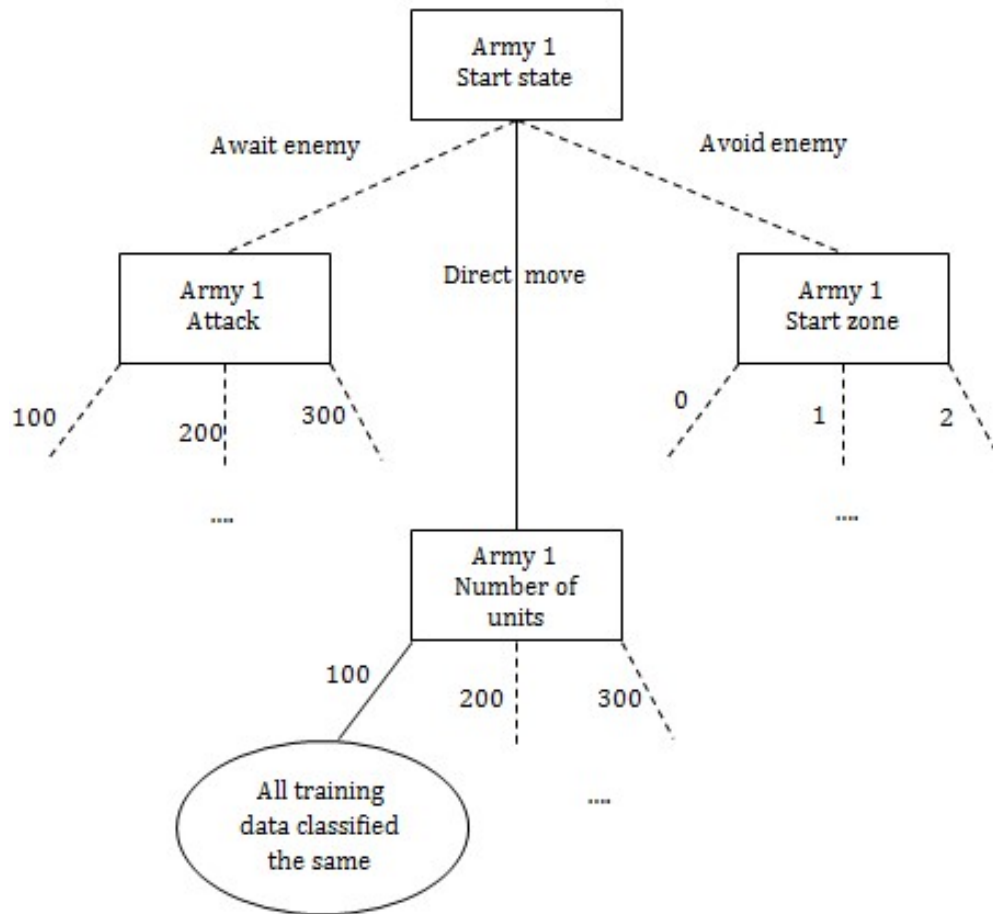 Army 1
Start state
Await enemy
Avoid enemy
Army 1
Attack
Direct move
Army 1
Start zone
100
200
300
0
1
2
....
....
Army 1
Number of
units
100
200
300
All training
data classified
the same
....